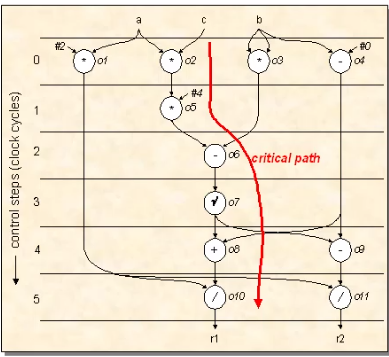 a c b
#2 #0
0 * o1 * o2 * o3 - o4
#4
1 * o5
2 - o6 critical path
3 √ o7
4 + o8 - o9
5 / o10 / o11
r1 r2
control steps (clock cycles)